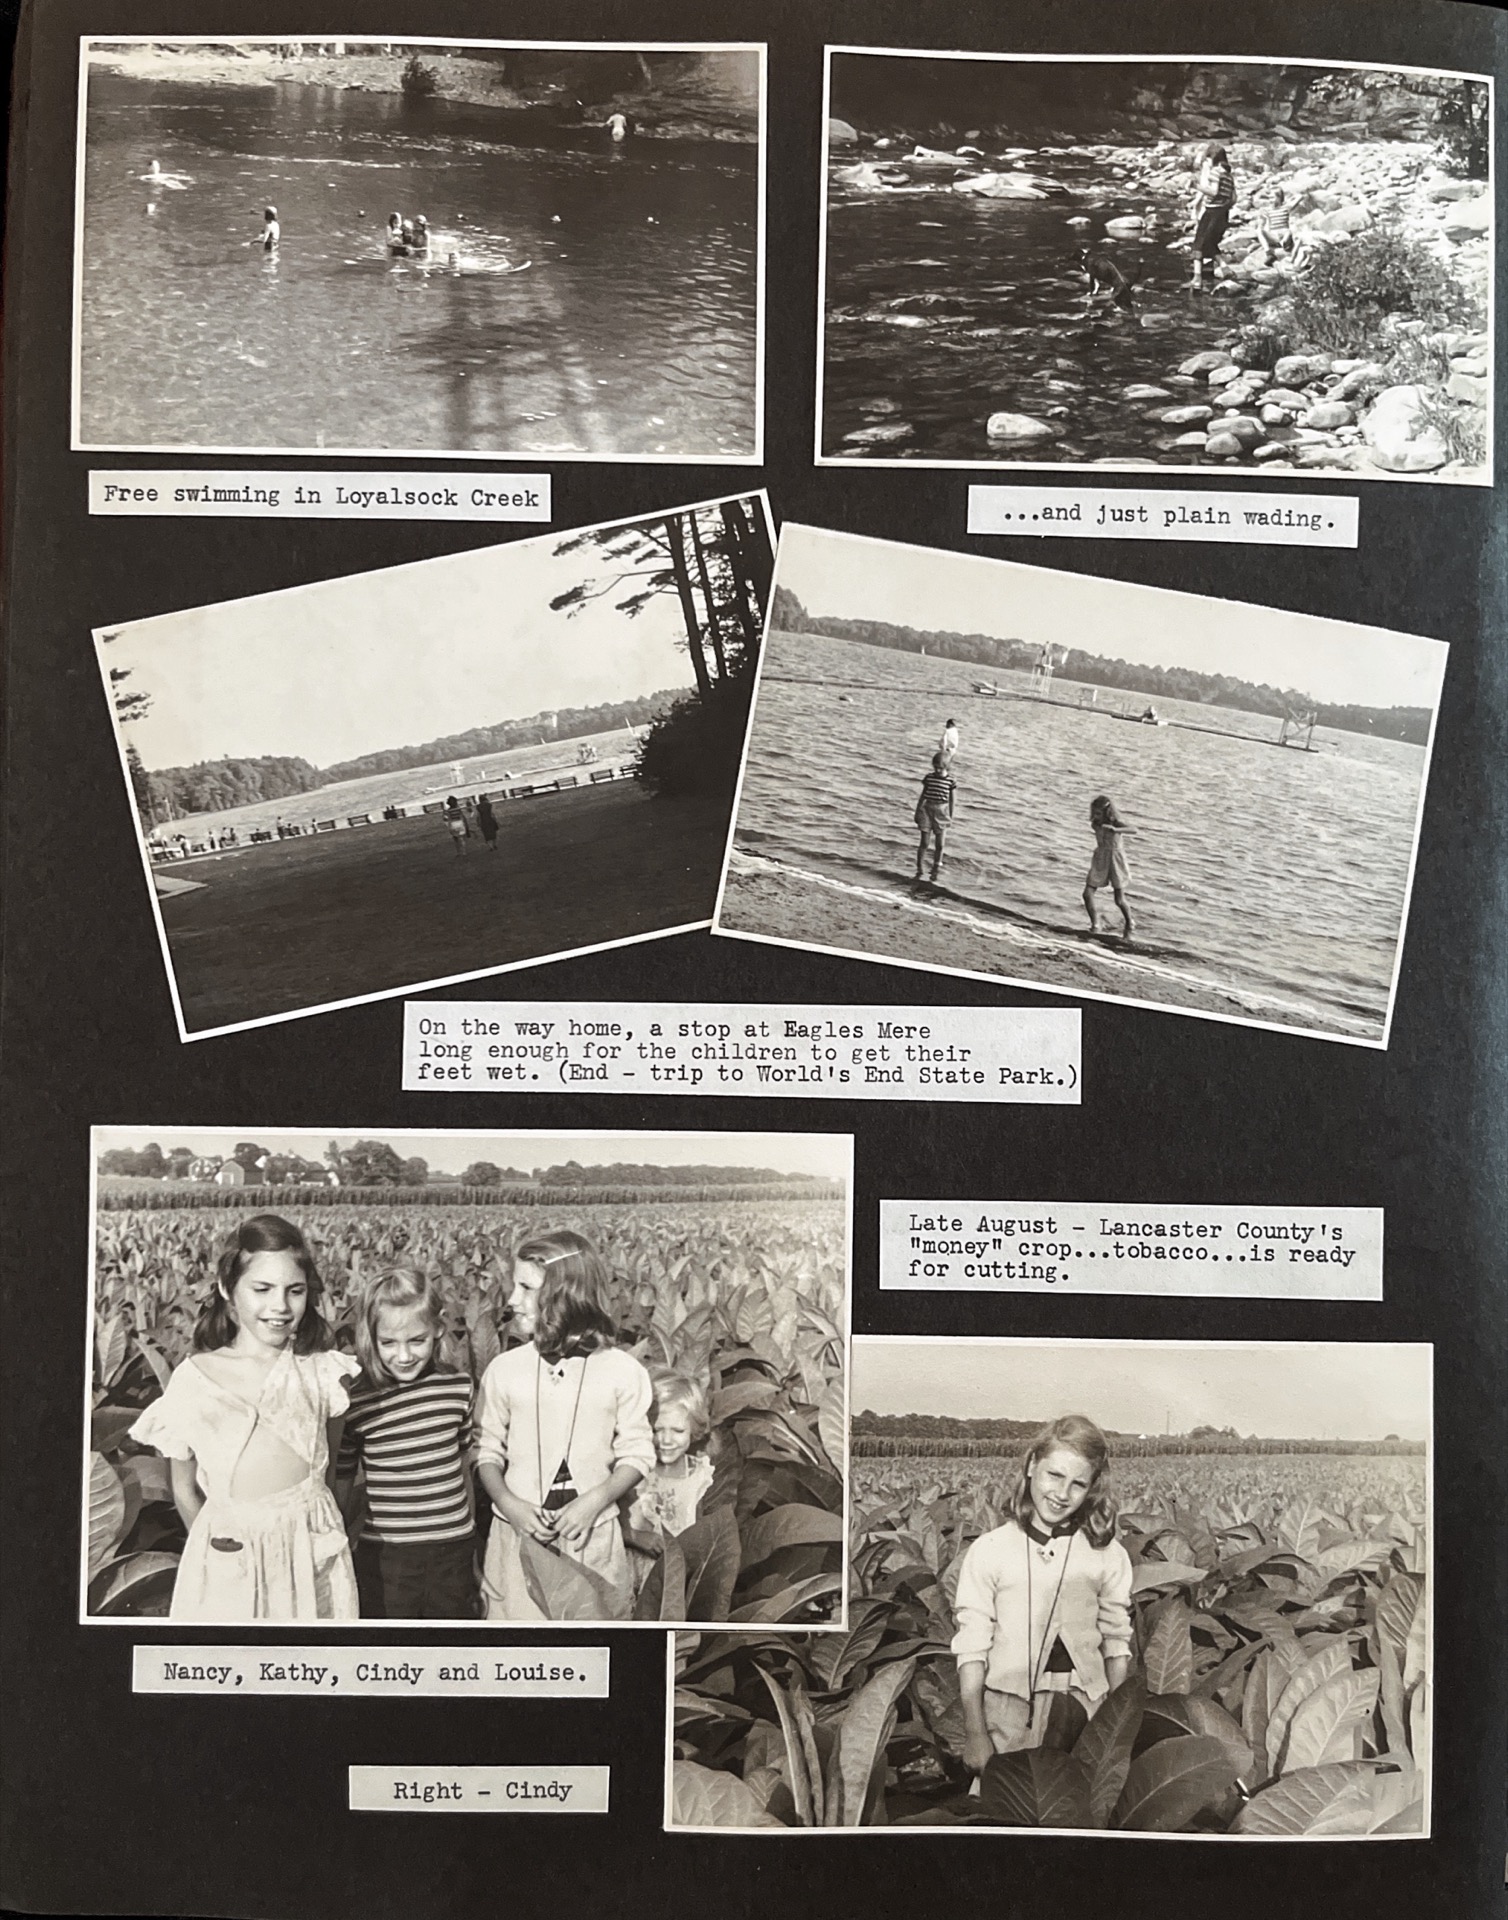 Free swimming in Loyalsock Creek
...and just plain wading.
On the way home, a stop at Eagles Mere
long enough for the children to get their
feet wet. (End - trip to World's End State Park.)
Late August - Lancaster County's
"money" crop...tobacco...is ready
for cutting.
Nancy, Kathy, Cindy and Louise.
Right - Cindy